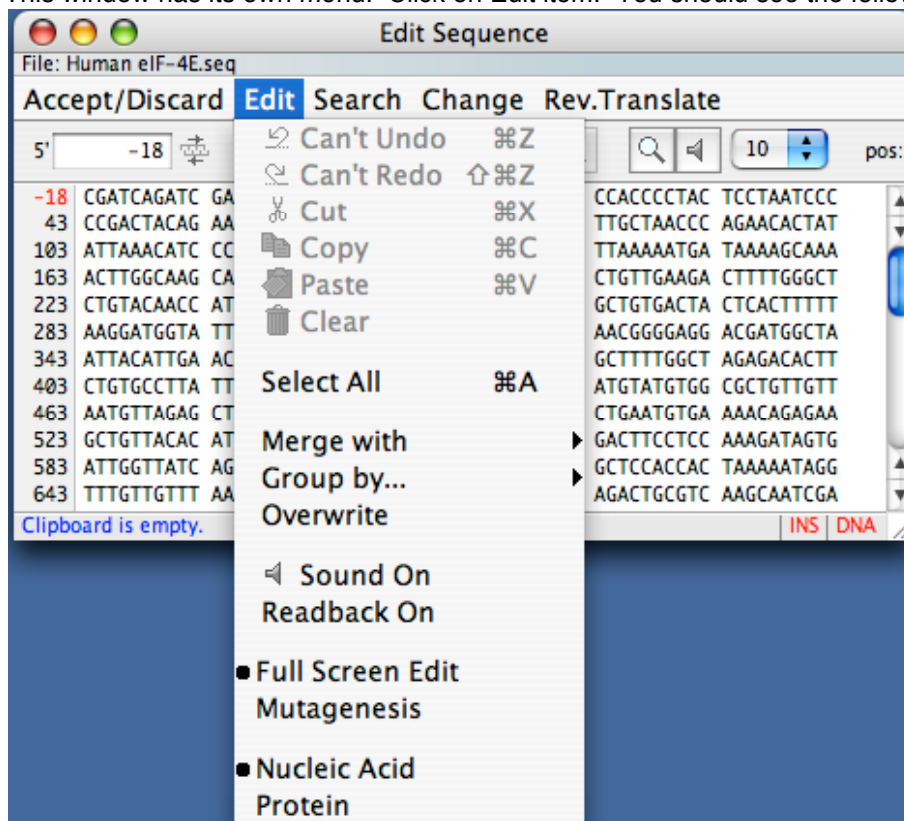 This window has its own menu. Click on Edit item. You should see the follo
Edit Sequence
File: Human eIF-4E.seq
Accept/Discard Edit Search Change Rev.Translate
5' -18 10 pos:
Can't Undo ⌘Z
Can't Redo ⇧⌘Z
Cut ⌘X
Copy ⌘C
Paste ⌘V
Clear
Select All ⌘A
Merge with
Group by...
Overwrite
Sound On
Readback On
Full Screen Edit
Mutagenesis
Nucleic Acid
Protein
-18 CGATCAGATC GA CCACCCCTAC TCCTAATCCC
43 CCGACTACAG AA TTGCTAACCC AGAACACTAT
103 ATTAAACATC CC TTAAAAATGA TAAAAGCAAA
163 ACTTGGCAAG CA CTGTTGAAGA CTTTTGGGCT
223 CTGTACAACC AT GCTGTGACTA CTCACTTTTT
283 AAGGATGGTA TT AACGGGGAGG ACGATGGCTA
343 ATTACATTGA AC GCTTTTGGCT AGAGACACTT
403 CTGTGCCTTA TT ATGTATGTGG CGCTGTTGTT
463 AATGTTAGAG CT CTGAATGTGA AAACAGAGAA
523 GCTGTTACAC AT GACTTCCTCC AAAGATAGTG
583 ATTGGTTATC AG GCTCCACCAC TAAAAATAGG
643 TTTGTTGTTT AA AGACTGCGTC AAGCAATCGA
Clipboard is empty. INS DNA